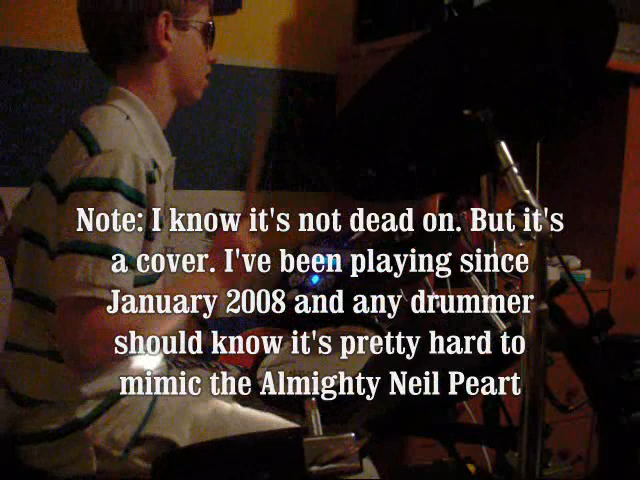 Note: I know it's not dead on. But it's
a cover. I've been playing since
January 2008 and any drummer
should know it's pretty hard to
mimic the Almighty Neil Peart